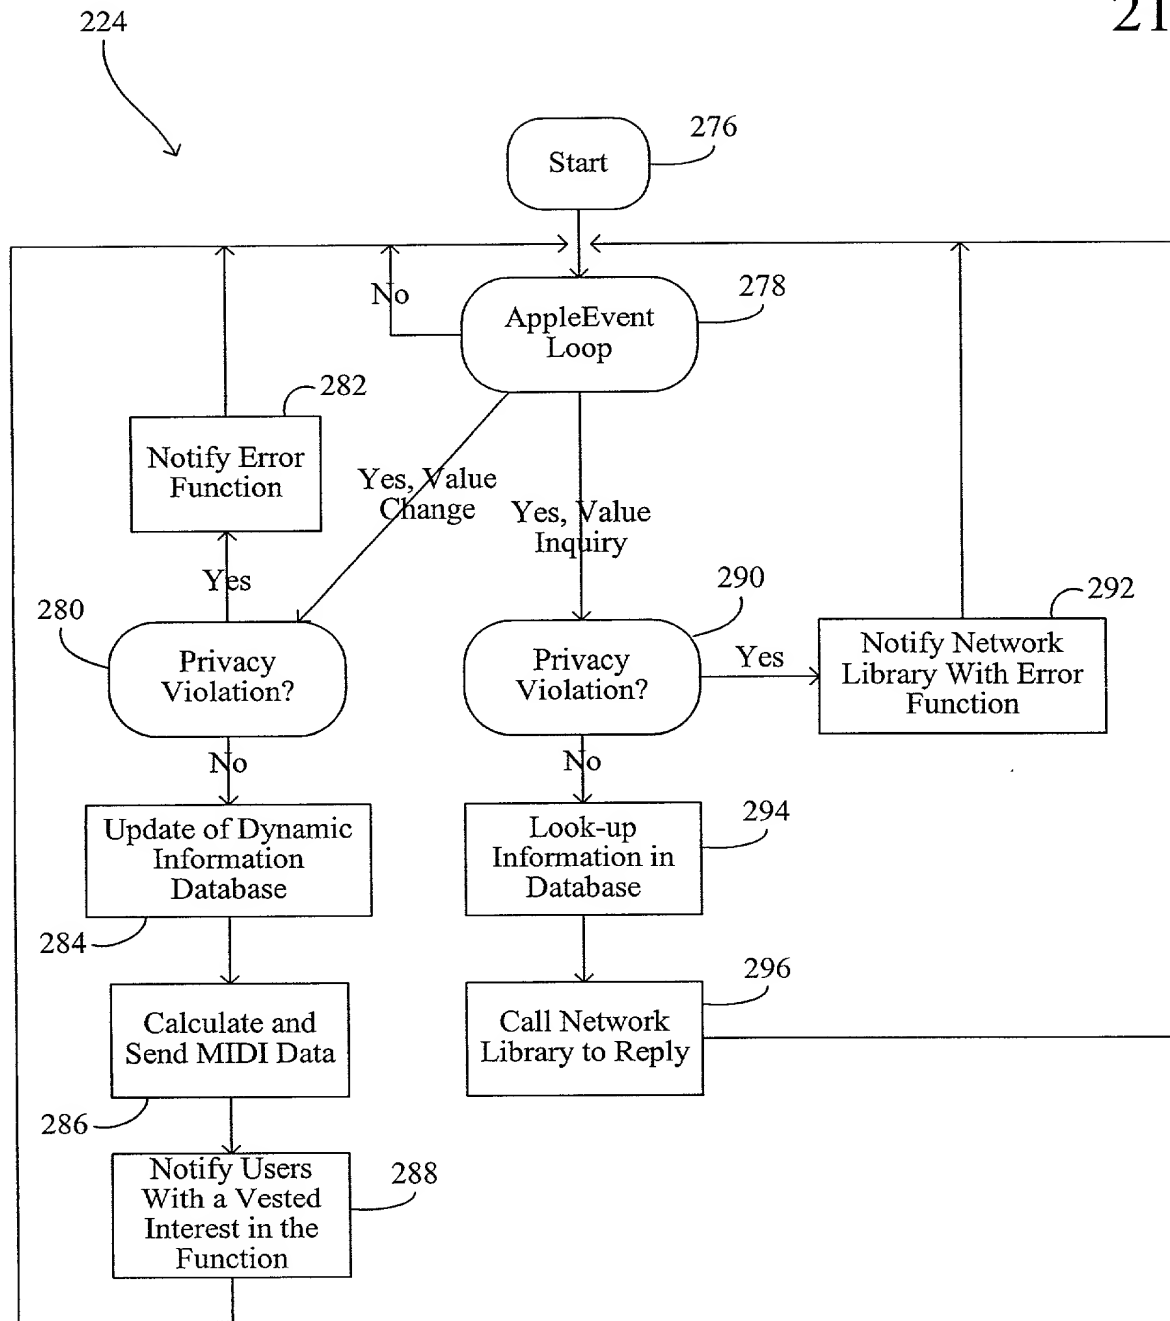 21
224
276
Start
No
278
AppleEvent
Loop
282
Notify Error
Function
Yes, Value
Change
Yes, Value
Inquiry
Yes
280
Privacy
Violation?
290
Privacy
Violation?
Yes
292
Notify Network
Library With Error
Function
No
No
Update of Dynamic
Information
Database
284
Look-up
Information in
Database
294
Calculate and
Send MIDI Data
286
Call Network
Library to Reply
296
Notify Users
With a Vested
Interest in the
Function
288